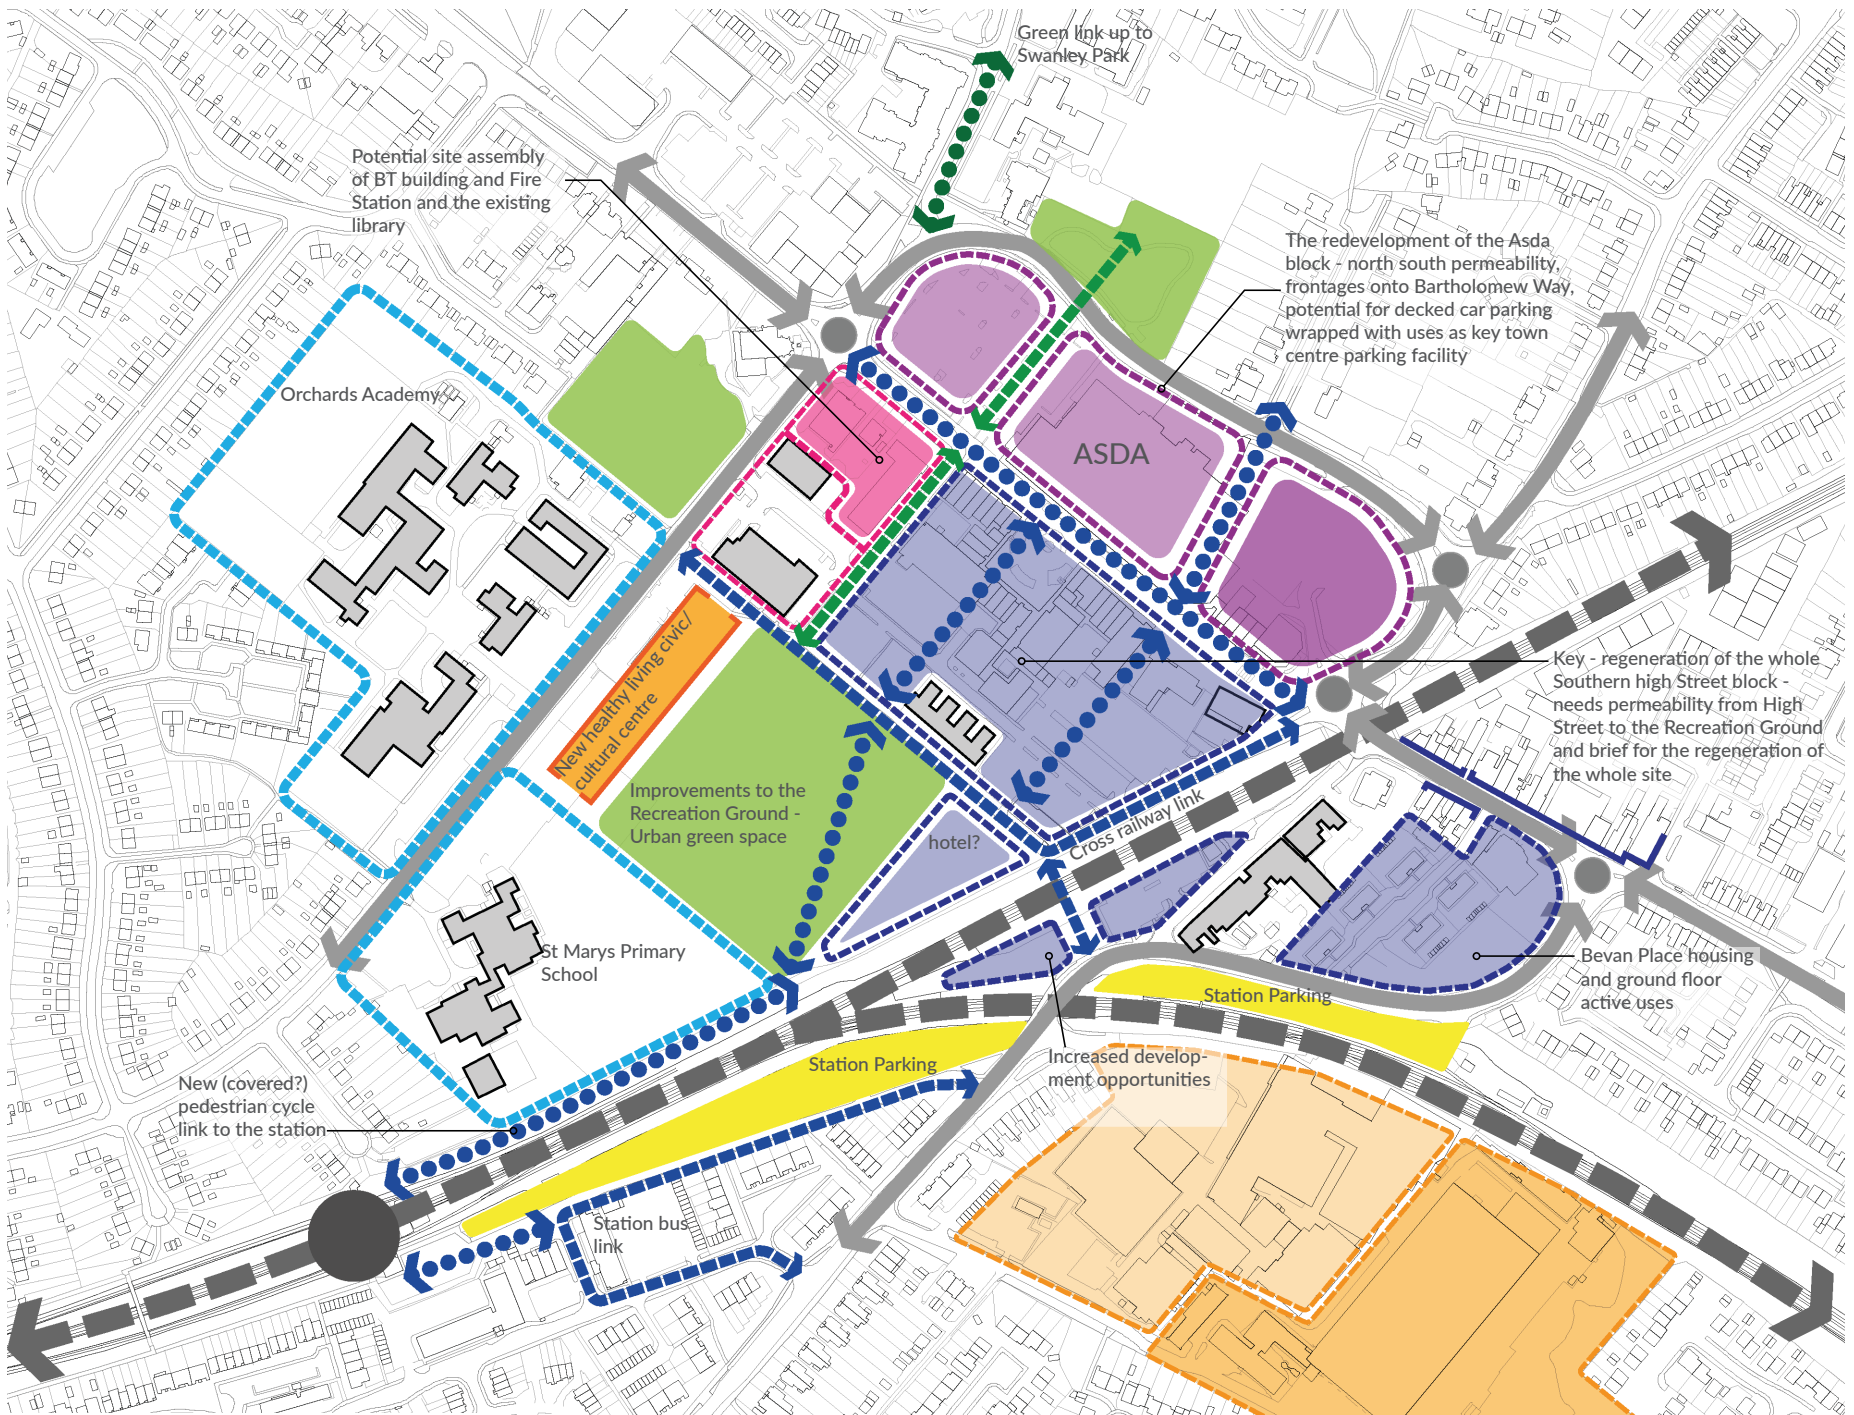 Green link up to
Swanley Park
Potential site assembly
of BT building and Fire
Station and the existing
library
The redevelopment of the Asda
block - north south permeability,
frontages onto Bartholomew Way,
potential for decked car parking
wrapped with uses as key town
centre parking facility
Orchards Academy
ASDA
New healthy living civic/
cultural centre
Key - regeneration of the whole
Southern high Street block -
needs permeability from High
Street to the Recreation Ground
and brief for the regeneration of
the whole site
Improvements to the
Recreation Ground -
Urban green space
hotel?
Cross railway link
St Marys Primary
School
Bevan Place housing
and ground floor
active uses
Station Parking
Station Parking
Increased develop-
ment opportunities
New (covered?)
pedestrian cycle
link to the station
Station bus
link